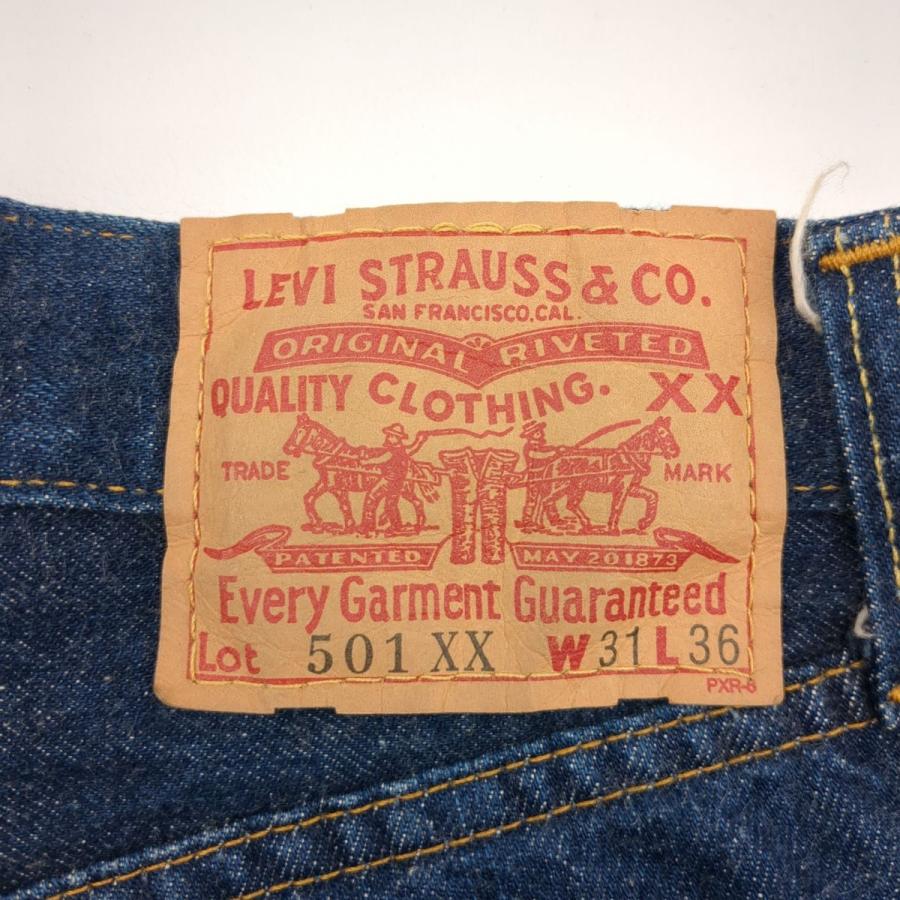 LEVI STRAUSS & CO.
SAN FRANCISCO,CAL.
ORIGINAL RIVETED
QUALITY CLOTHING. XX
TRADE MARK
PATENTED MAY 20 1873
Every Garment Guaranteed
Lot 501 XX W 31 L 36
PXR-6